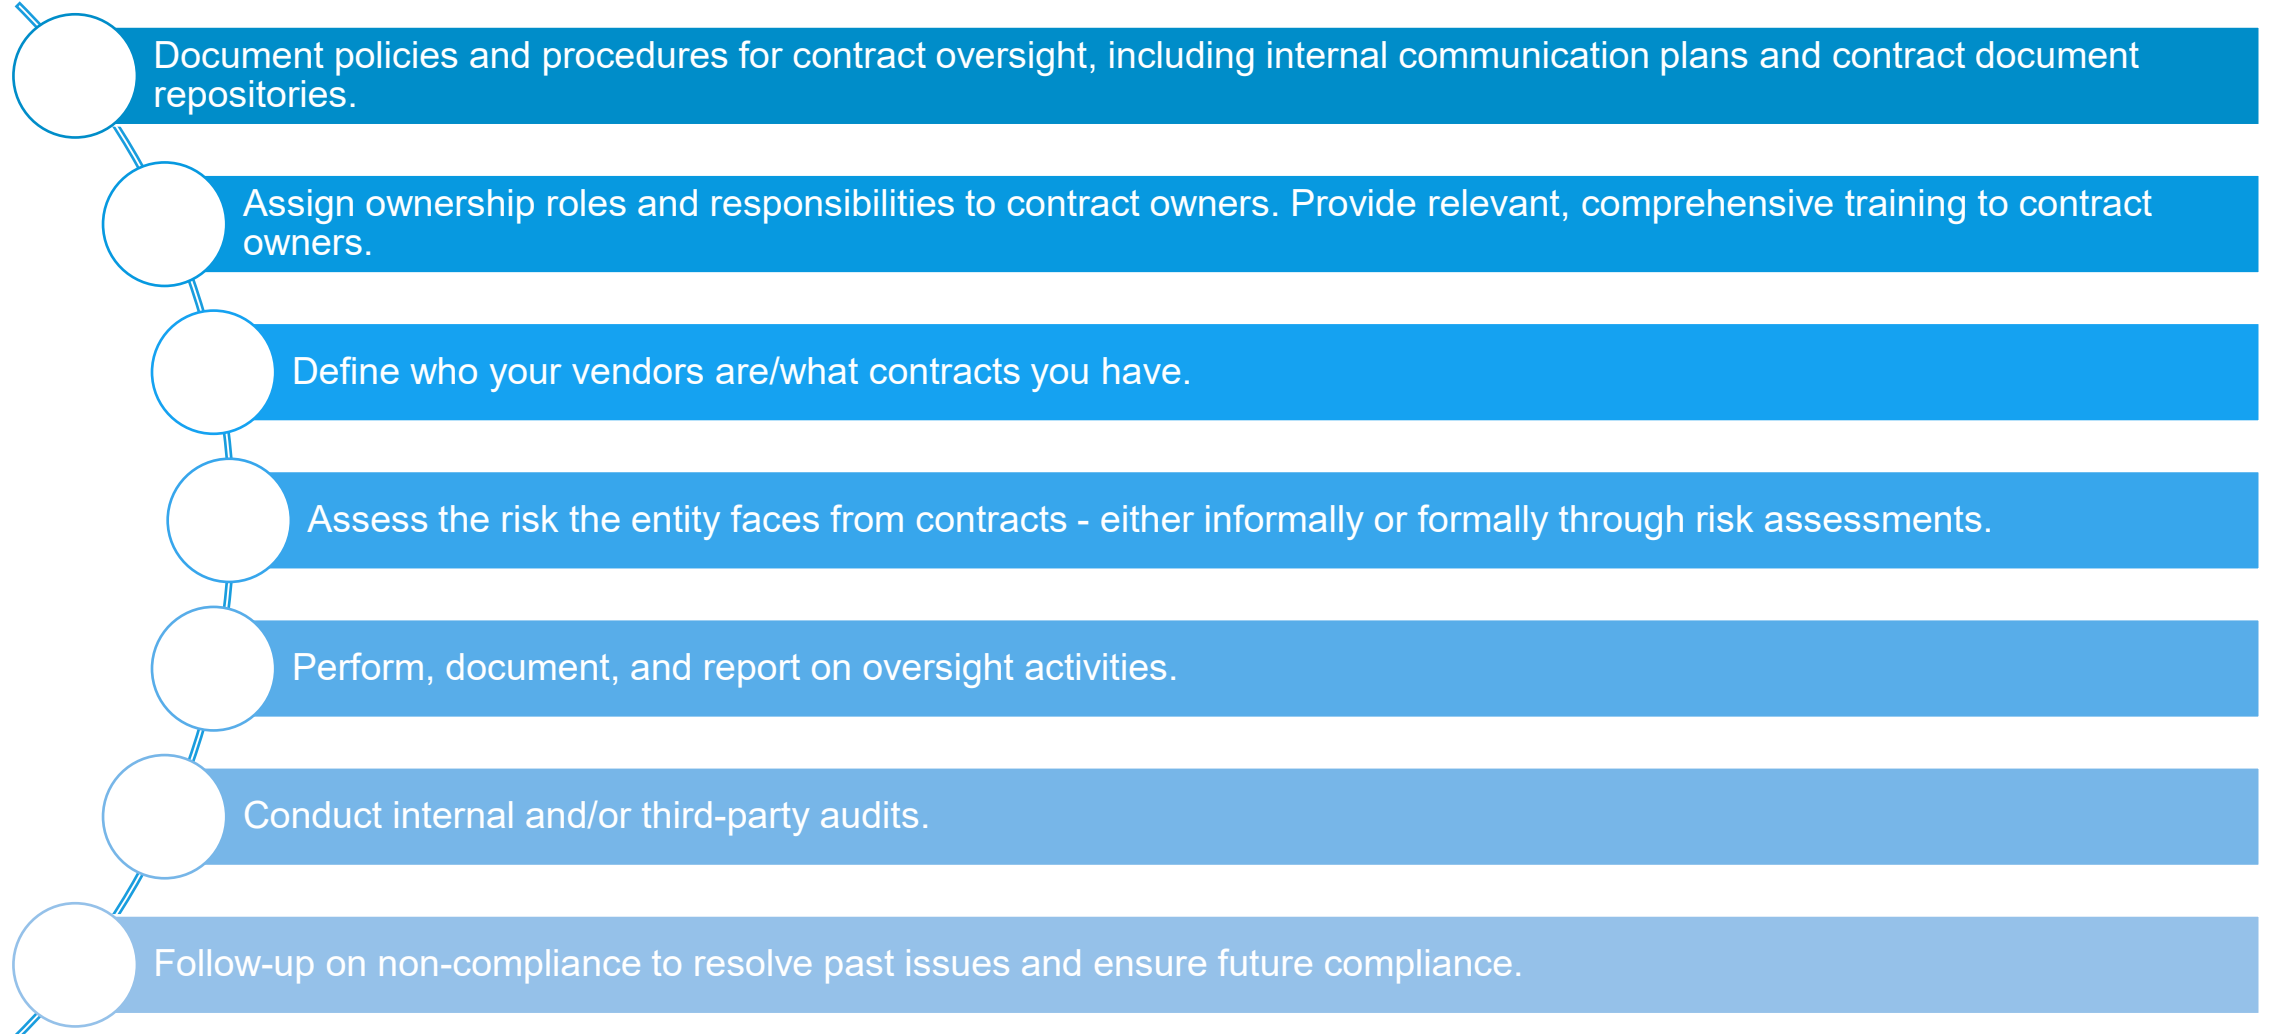 Document policies and procedures for contract oversight, including internal communication plans and contract document
repositories.
Assign ownership roles and responsibilities to contract owners. Provide relevant, comprehensive training to contract
owners.
Define who your vendors are/what contracts you have.
Assess the risk the entity faces from contracts - either informally or formally through risk assessments.
Perform, document, and report on oversight activities.
Conduct internal and/or third-party audits.
Follow-up on non-compliance to resolve past issues and ensure future compliance.